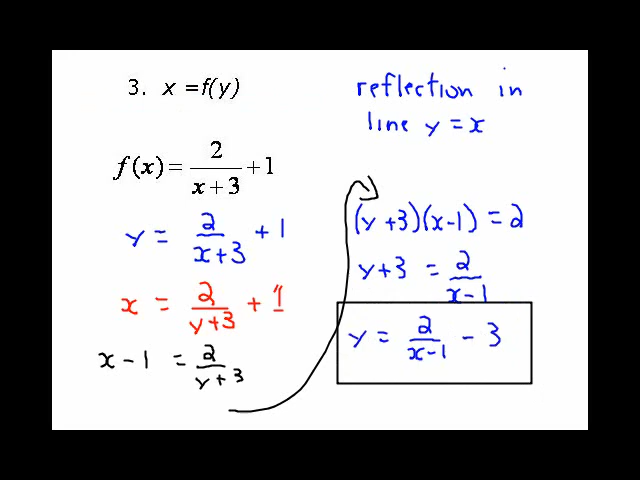 3. x =f(y)
f(x) = 2/(x + 3) + 1
y = 2/(x+3) + 1
x = 2/(y+3) + 1
x - 1 = 2/(y+3)
reflection in
line y = x
(y+3)(x-1) = 2
y+3 = 2/(x-1)
y = 2/(x-1) - 3